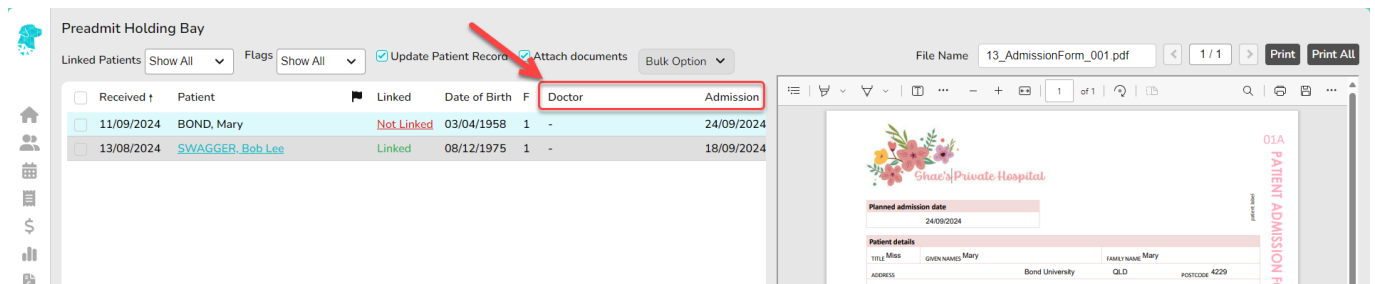 Preadmit Holding Bay
Linked Patients Show All Flags Show All Update Patient Record Attach documents Bulk Option
File Name 13_AdmissionForm_001.pdf 1 / 1 Print Print All
Received ↑ Patient Linked Date of Birth F Doctor Admission
11/09/2024 BOND, Mary Not Linked 03/04/1958 1 - 24/09/2024
13/08/2024 SWAGGER, Bob Lee Linked 08/12/1975 1 - 18/09/2024
1 of 1
Shae's Private Hospital
Planned admission date
24/09/2024
Patient details
TITLE Miss GIVEN NAMES Mary FAMILY NAME Mary
ADDRESS Bond University QLD POSTCODE 4229
patient label
01A
PATIENT ADMISSION